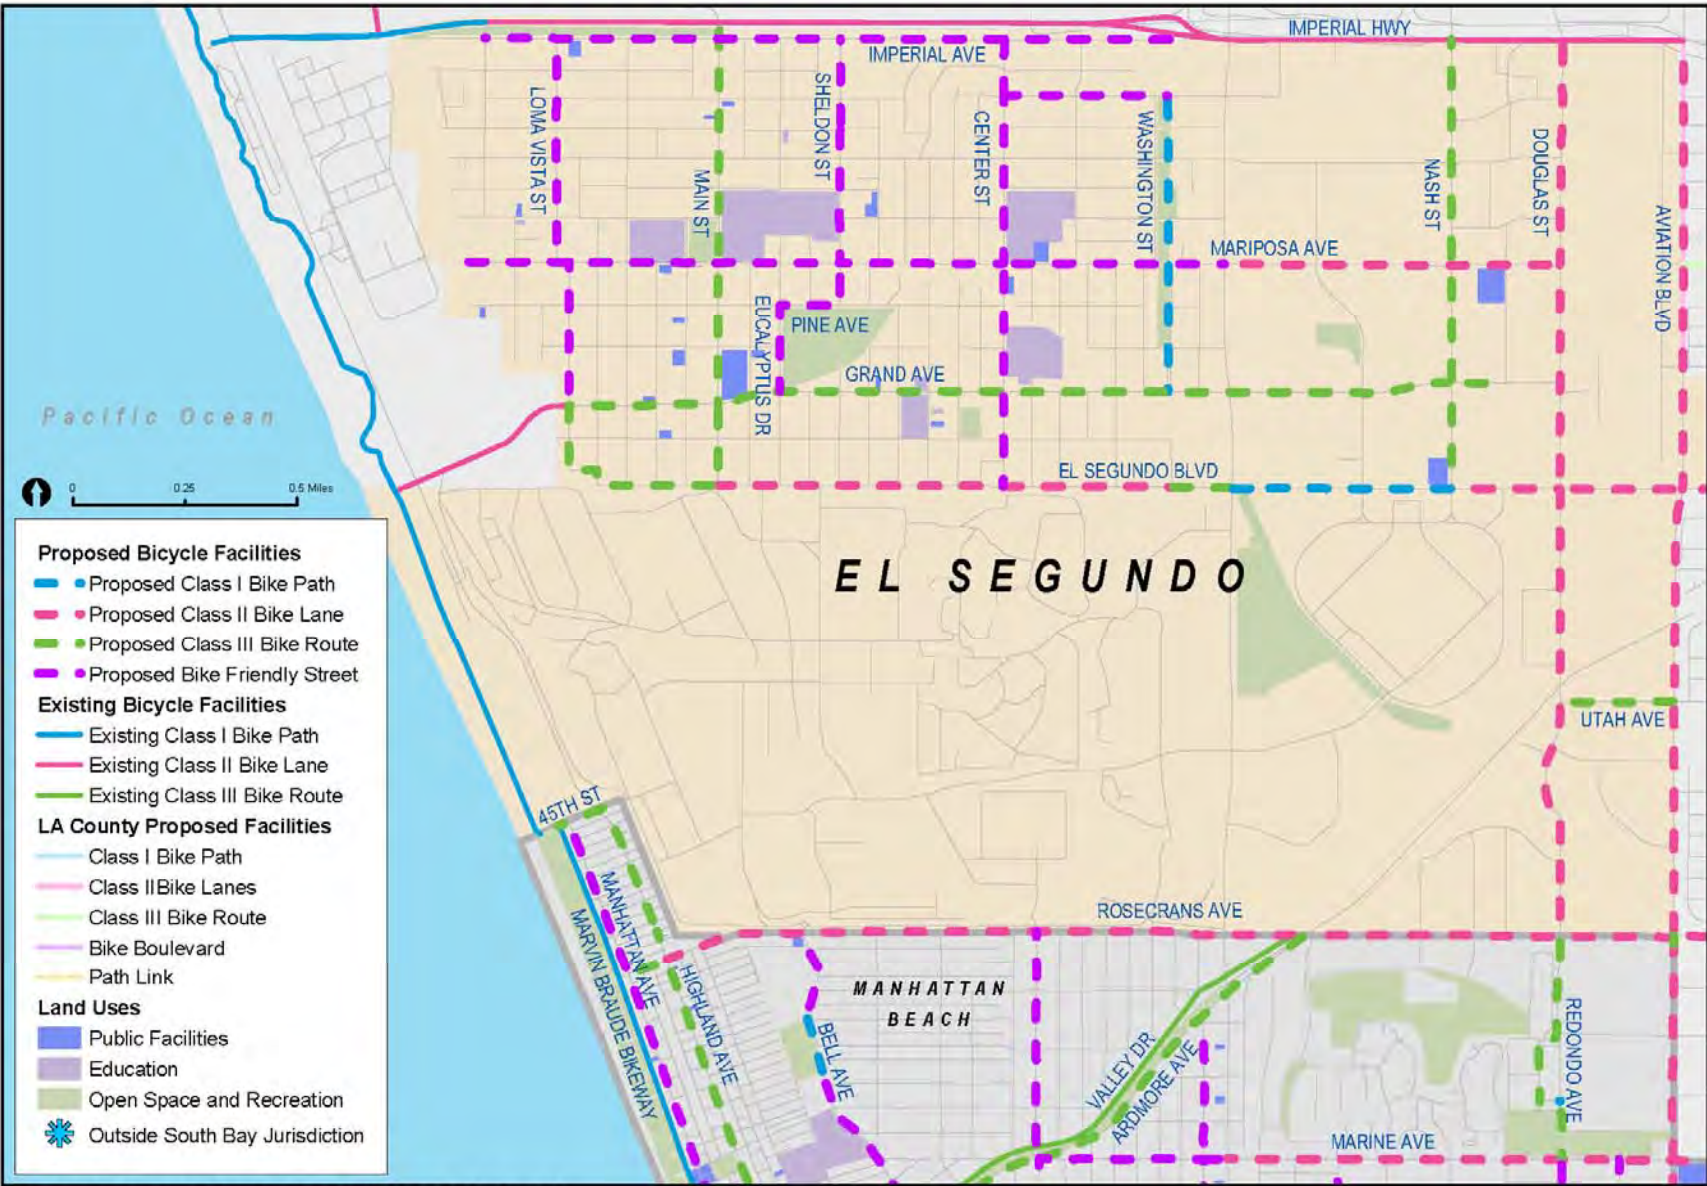 IMPERIAL HWY
IMPERIAL AVE
LOMA VISTA ST
MAIN ST
SHELDON ST
CENTER ST
WASHINGTON ST
NASH ST
DOUGLAS ST
AVIATION BLVD
MARIPOSA AVE
EUCALYPTUS DR
PINE AVE
GRAND AVE
EL SEGUNDO BLVD
Pacific Ocean
0 0.25 0.5 Miles
EL SEGUNDO
UTAH AVE
Proposed Bicycle Facilities
Proposed Class I Bike Path
Proposed Class II Bike Lane
Proposed Class III Bike Route
Proposed Bike Friendly Street
Existing Bicycle Facilities
Existing Class I Bike Path
Existing Class II Bike Lane
Existing Class III Bike Route
LA County Proposed Facilities
Class I Bike Path
Class II Bike Lanes
Class III Bike Route
Bike Boulevard
Path Link
Land Uses
Public Facilities
Education
Open Space and Recreation
Outside South Bay Jurisdiction
45TH ST
MANHATTAN AVE
MARVIN BRAUDE BIKEWAY
HIGHLAND AVE
ROSECRANS AVE
MANHATTAN
BEACH
BELL AVE
VALLEY DR
ARDMORE AVE
REDONDO AVE
MARINE AVE